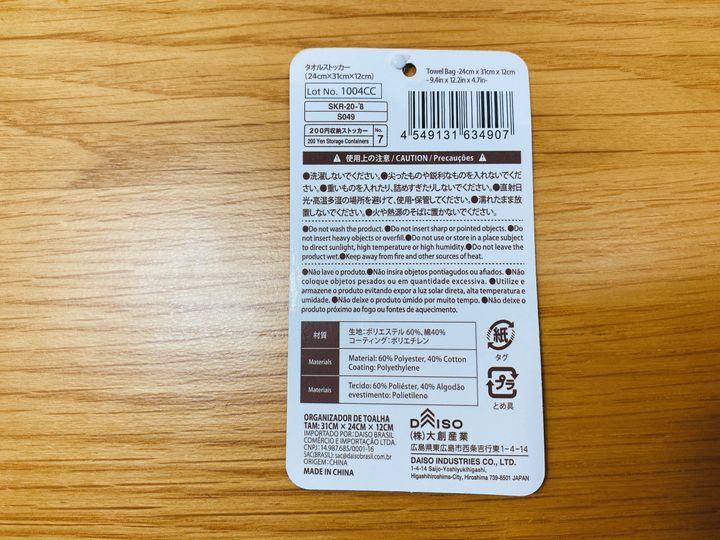 タオルストッカー
(24cm×31cm×12cm)
Lot No. 1004CC
SKR-20-'8
S049
200円収納ストッカー
200 Yen Storage Containers
No.
7
Towel Bag -24cm x 31cm x 12cm
- 9.4in x 12.2in x 4.7in-
4 549131 634907
使用上の注意 / CAUTION / Precauções
●洗濯しないでください。●尖ったものや鋭利なものを入れないでくだ
さい。●重いものを入れたり、詰めすぎたりしないでください。●直射日
光・高温多湿の場所を避けて、使用・保管してください。●濡れたまま放
置しないでください。●火や熱源のそばに置かないでください。
●Do not wash the product. ●Do not insert sharp or pointed objects. ●Do
not insert heavy objects or overfill.●Do not use or store in a place subject
to direct sunlight, high temperature or high humidity.●Do not leave the
product wet.●Keep away from fire and other sources of heat.
●Não lave o produto.●Não insira objetos pontiagudos ou afiados. ●Não
coloque objetos pesados ou em quantidade excessiva. ●Utilize e
armazene o produto evitando expor a luz solar direta, alta temperatura e
umidade. ●Não deixe o produto úmido por muito tempo. ●Não deixe o
produto próximo ao fogo ou fontes de aquecimento.
材質
生地:ポリエステル 60%、綿40%
コーティング:ポリエチレン
Materials
Material: 60% Polyester, 40% Cotton
Coating: Polyethylene
Materiais
Tecido: 60% Poliéster, 40% Algodão
evestimento: Polietileno
紙
タグ
プラ
とめ具
ORGANIZADOR DE TOALHA
TAM: 31CM × 24CM × 12CM
IMPORTADO POR: DAISO BRASIL
COMÉRCIO E IMPORTAÇÃO LTDA.
CNPJ: 14.987.685/0001-16
SAC(BRASIL): sac@daisobrasil.com.br
ORIGEM: CHINA
MADE IN CHINA
DAISO
(株)大創産業
広島県東広島市西条吉行東1-4-14
DAISO INDUSTRIES CO., LTD.
1-4-14 Saijo-Yoshiyukihigashi,
Higashihiroshima-City, Hiroshima 739-8501 JAPAN